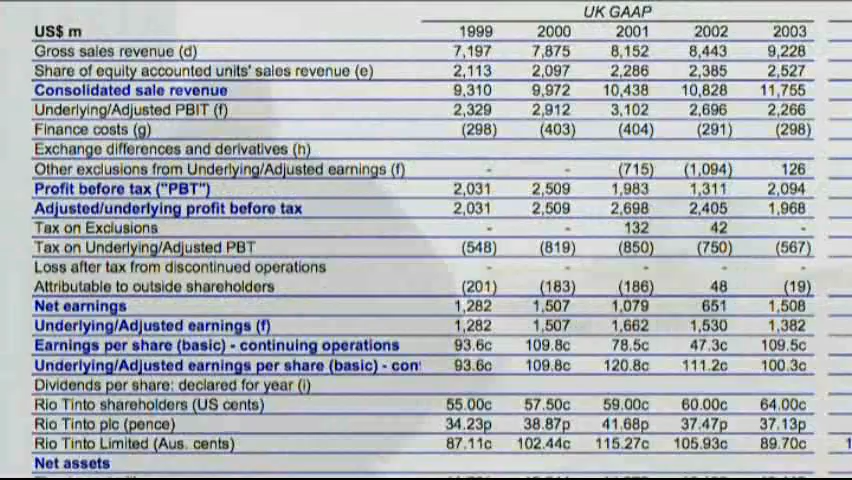 UK GAAP
US$ m 1999 2000 2001 2002 2003
Gross sales revenue (d) 7,197 7,875 8,152 8,443 9,228
Share of equity accounted units' sales revenue (e) 2,113 2,097 2,286 2,385 2,527
Consolidated sale revenue 9,310 9,972 10,438 10,828 11,755
Underlying/Adjusted PBIT (f) 2,329 2,912 3,102 2,696 2,266
Finance costs (g) (298) (403) (404) (291) (298)
Exchange differences and derivatives (h)
Other exclusions from Underlying/Adjusted earnings (f) - - (715) (1,094) 126
Profit before tax ("PBT") 2,031 2,509 1,983 1,311 2,094
Adjusted/underlying profit before tax 2,031 2,509 2,698 2,405 1,968
Tax on Exclusions - - 132 42 -
Tax on Underlying/Adjusted PBT (548) (819) (850) (750) (567)
Loss after tax from discontinued operations - - - - -
Attributable to outside shareholders (201) (183) (186) 48 (19)
Net earnings 1,282 1,507 1,079 651 1,508
Underlying/Adjusted earnings (f) 1,282 1,507 1,662 1,530 1,382
Earnings per share (basic) - continuing operations 93.6c 109.8c 78.5c 47.3c 109.5c
Underlying/Adjusted earnings per share (basic) - con 93.6c 109.8c 120.8c 111.2c 100.3c
Dividends per share: declared for year (i)
Rio Tinto shareholders (US cents) 55.00c 57.50c 59.00c 60.00c 64.00c
Rio Tinto plc (pence) 34.23p 38.87p 41.68p 37.47p 37.13p
Rio Tinto Limited (Aus. cents) 87.11c 102.44c 115.27c 105.93c 89.70c 1
Net assets